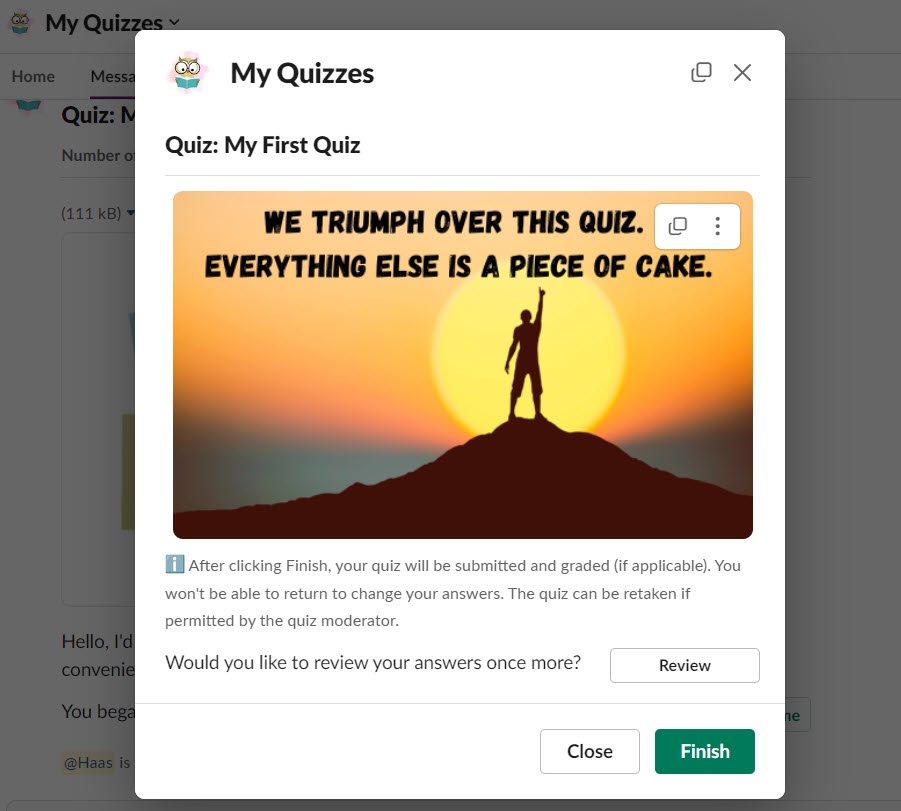 My Quizzes
Home Messa
Quiz: M
Number o
(111 kB)
My Quizzes
Quiz: My First Quiz
WE TRIUMPH OVER THIS QUIZ.
EVERYTHING ELSE IS A PIECE OF CAKE.
After clicking Finish, your quiz will be submitted and graded (if applicable). You
won't be able to return to change your answers. The quiz can be retaken if
permitted by the quiz moderator.
Would you like to review your answers once more? Review
Close Finish
Hello, I'd
convenie
You bega
ne
@Haas is